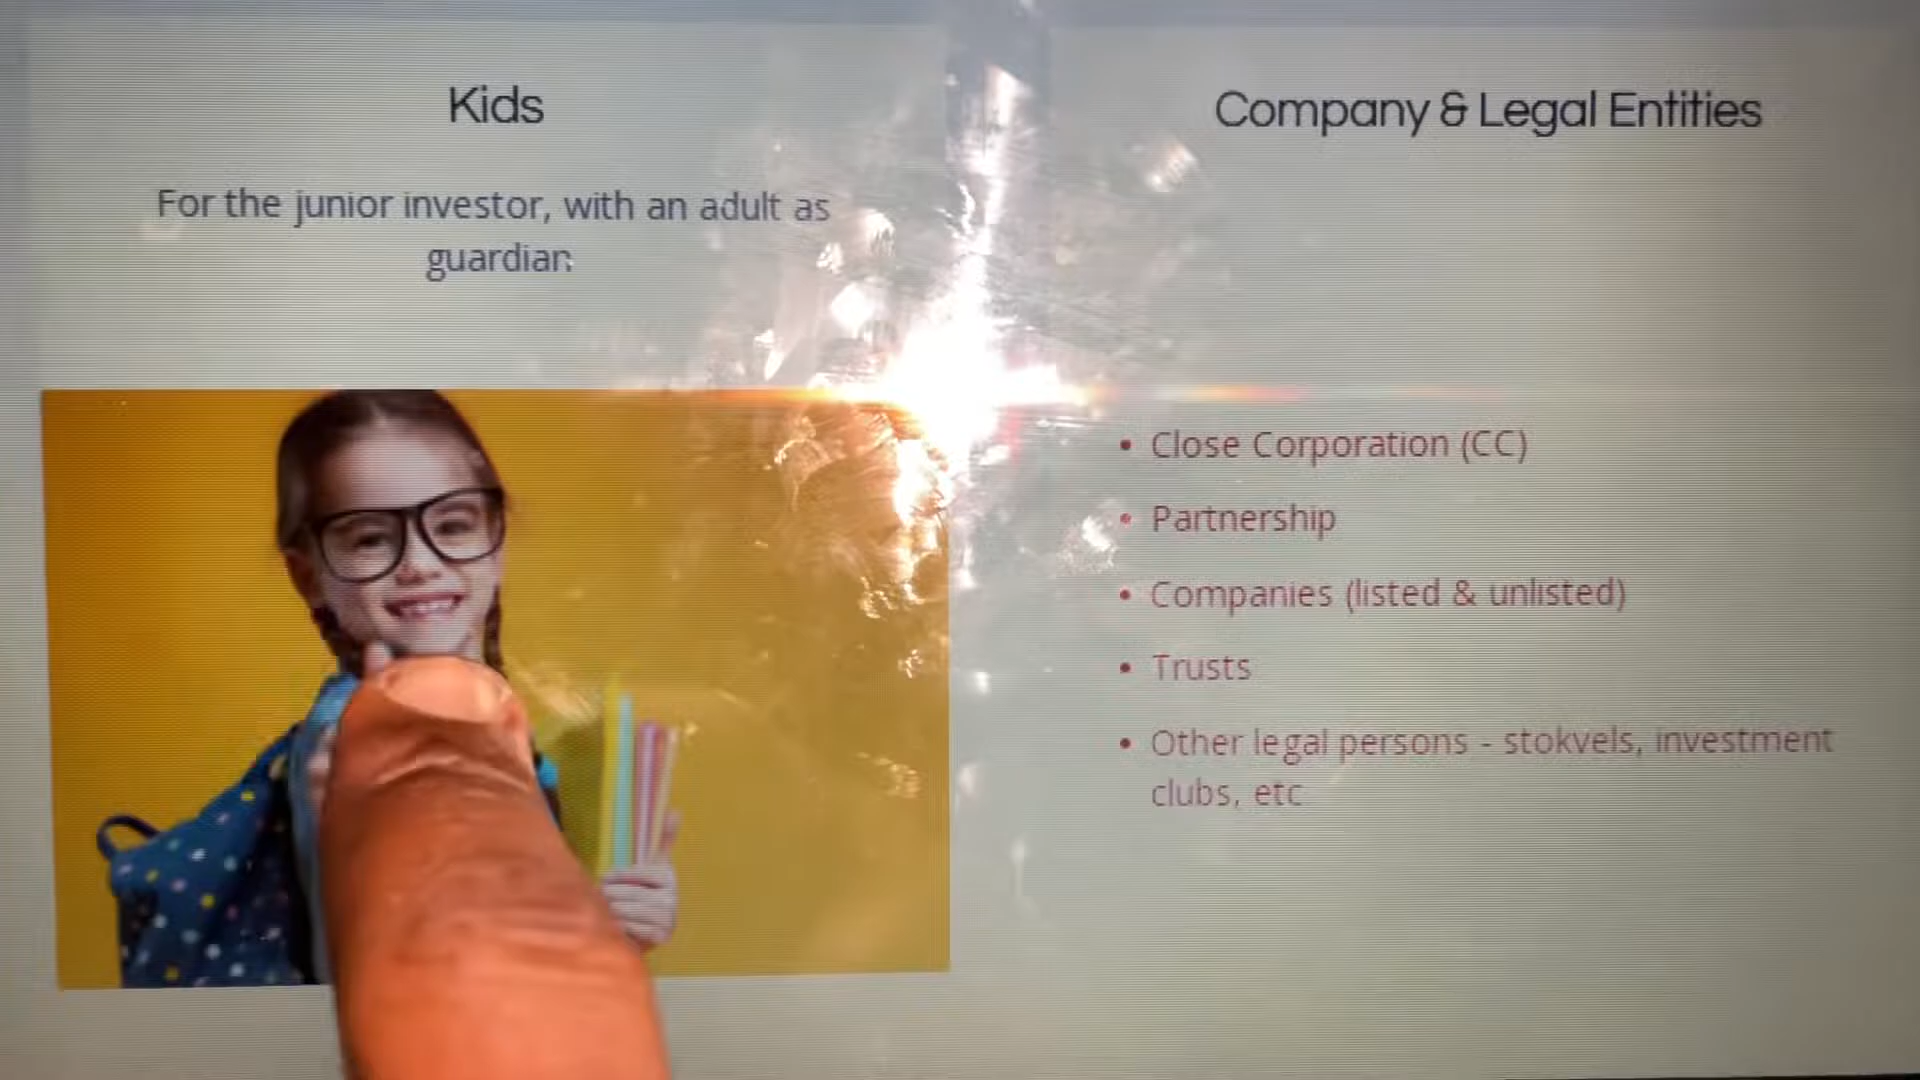 Kids
For the junior investor, with an adult as
guardian
Company & Legal Entities
• Close Corporation (CC)
• Partnership
• Companies (listed & unlisted)
• Trusts
• Other legal persons - stokvels, investment
clubs, etc